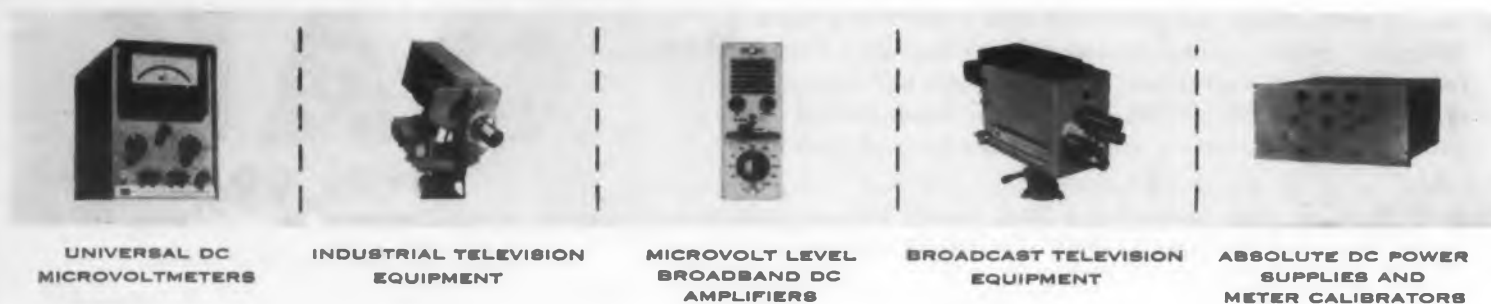 UNIVERSAL DC
MICROVOLTMETERS
INDUSTRIAL TELEVISION
EQUIPMENT
MICROVOLT LEVEL
BROADBAND DC
AMPLIFIERS
BROADCAST TELEVISION
EQUIPMENT
ABSOLUTE DC POWER
SUPPLIES AND
METER CALIBRATORS